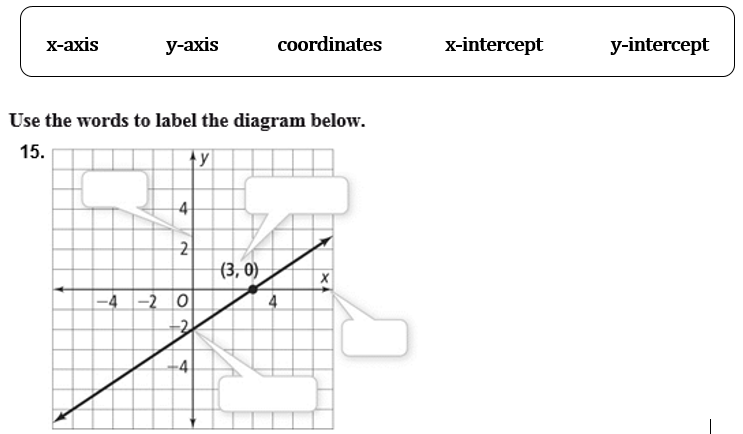 x-axis y-axis coordinates x-intercept y-intercept
Use the words to label the diagram below.
15.
y
4
2
(3, 0)
x
−4 −2 O 4
−2
−4